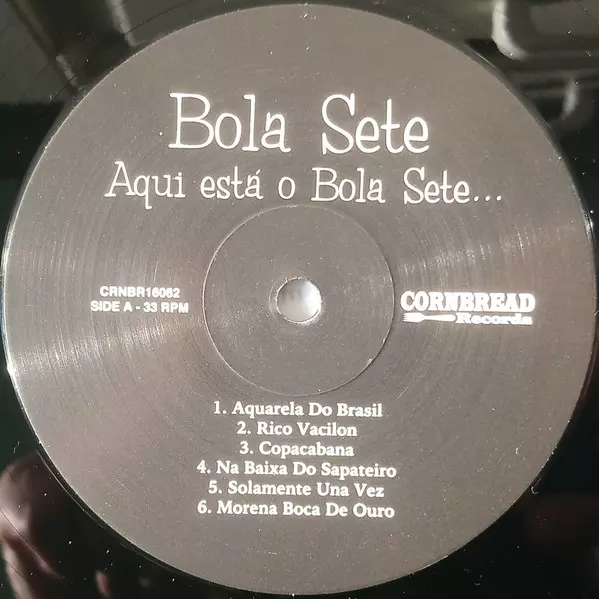 Bola Sete
Aqui está o Bola Sete...
CRNBR16062
SIDE A - 33 RPM
CORNBREAD
Records
1. Aquarela Do Brasil
2. Rico Vacilon
3. Copacabana
4. Na Baixa Do Sapateiro
5. Solamente Una Vez
6. Morena Boca De Ouro